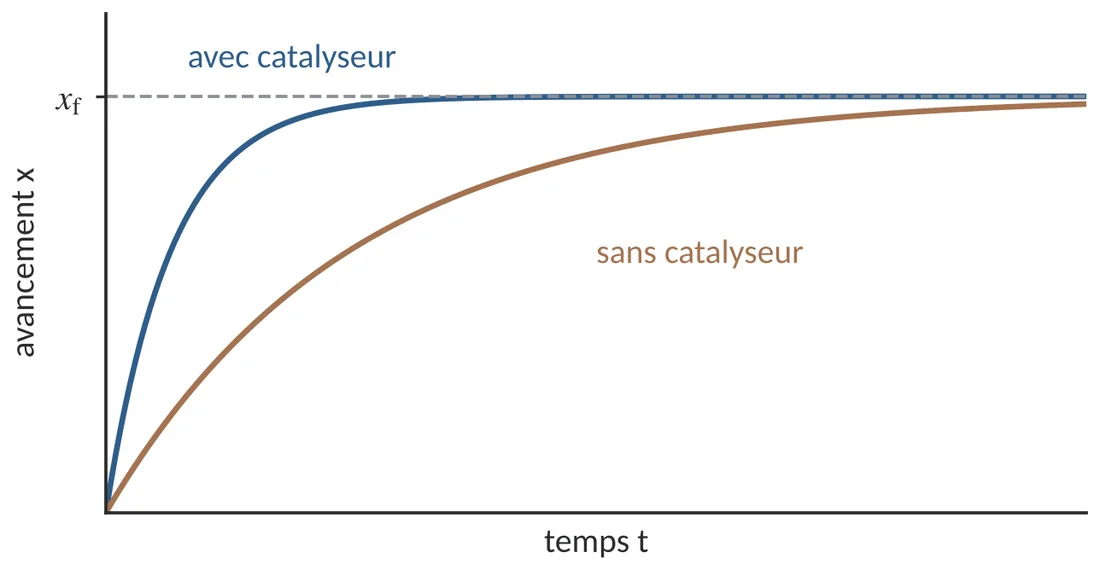 avec catalyseur
x_f
avancement x
sans catalyseur
temps t